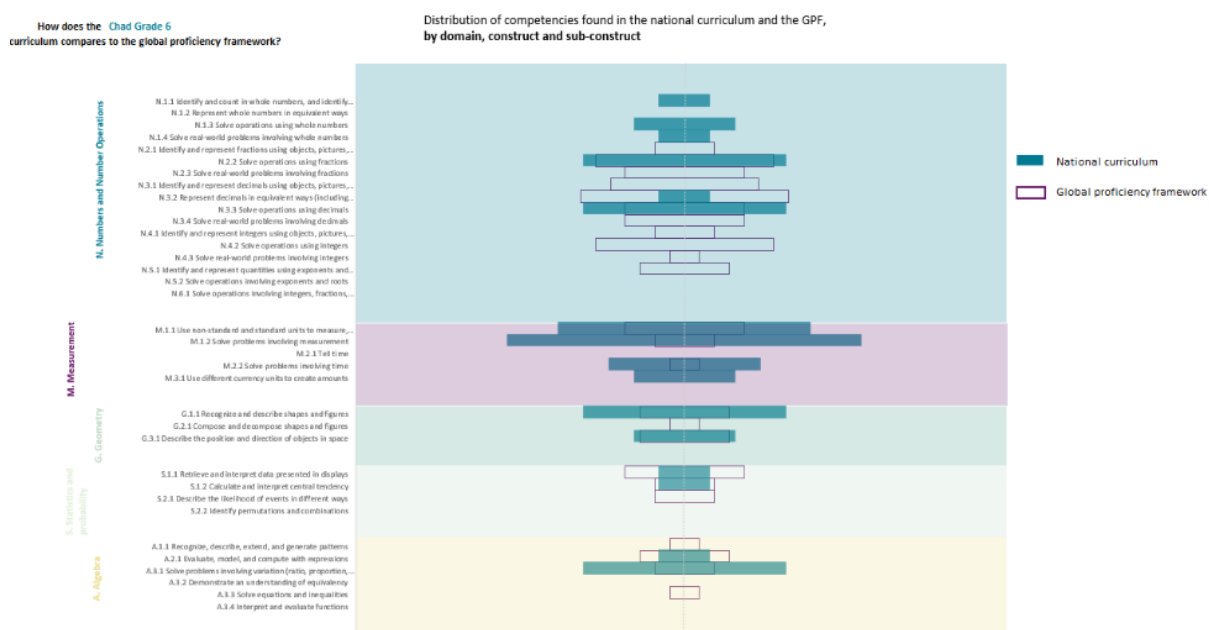 How does the Chad Grade 6
curriculum compares to the global proficiency framework?
Distribution of competencies found in the national curriculum and the GPF,
by domain, construct and sub-construct
N. Numbers and Number Operations
N.1.1 Identify and count in whole numbers, and identify...
N.1.2 Represent whole numbers in equivalent ways
N.1.3 Solve operations using whole numbers
N.1.4 Solve real-world problems involving whole numbers
N.2.1 Identify and represent fractions using objects, pictures,...
N.2.2 Solve operations using fractions
N.2.3 Solve real-world problems involving fractions
N.3.1 Identify and represent decimals using objects, pictures,...
N.3.2 Represent decimals in equivalent ways (including...
N.3.3 Solve operations using decimals
N.3.4 Solve real-world problems involving decimals
N.4.1 Identify and represent integers using objects, pictures,...
N.4.2 Solve operations using integers
N.4.3 Solve real-world problems involving integers
N.5.1 Identify and represent quantities using exponents and...
N.5.2 Solve operations involving exponents and roots
N.6.1 Solve operations involving integers, fractions,...
M. Measurement
M.1.1 Use non-standard and standard units to measure,...
M.1.2 Solve problems involving measurement
M.2.1 Tell time
M.2.2 Solve problems involving time
M.3.1 Use different currency units to create amounts
G. Geometry
G.1.1 Recognize and describe shapes and figures
G.2.1 Compose and decompose shapes and figures
G.3.1 Describe the position and direction of objects in space
S. Statistics and
probability
S.1.1 Retrieve and interpret data presented in displays
S.1.2 Calculate and interpret central tendency
S.2.1 Describe the likelihood of events in different ways
S.2.2 Identify permutations and combinations
A. Algebra
A.1.1 Recognize, describe, extend, and generate patterns
A.2.1 Evaluate, model, and compute with expressions
A.3.1 Solve problems involving variation (ratio, proportion,...
A.3.2 Demonstrate an understanding of equivalency
A.3.3 Solve equations and inequalities
A.3.4 Interpret and evaluate functions
National curriculum
Global proficiency framework